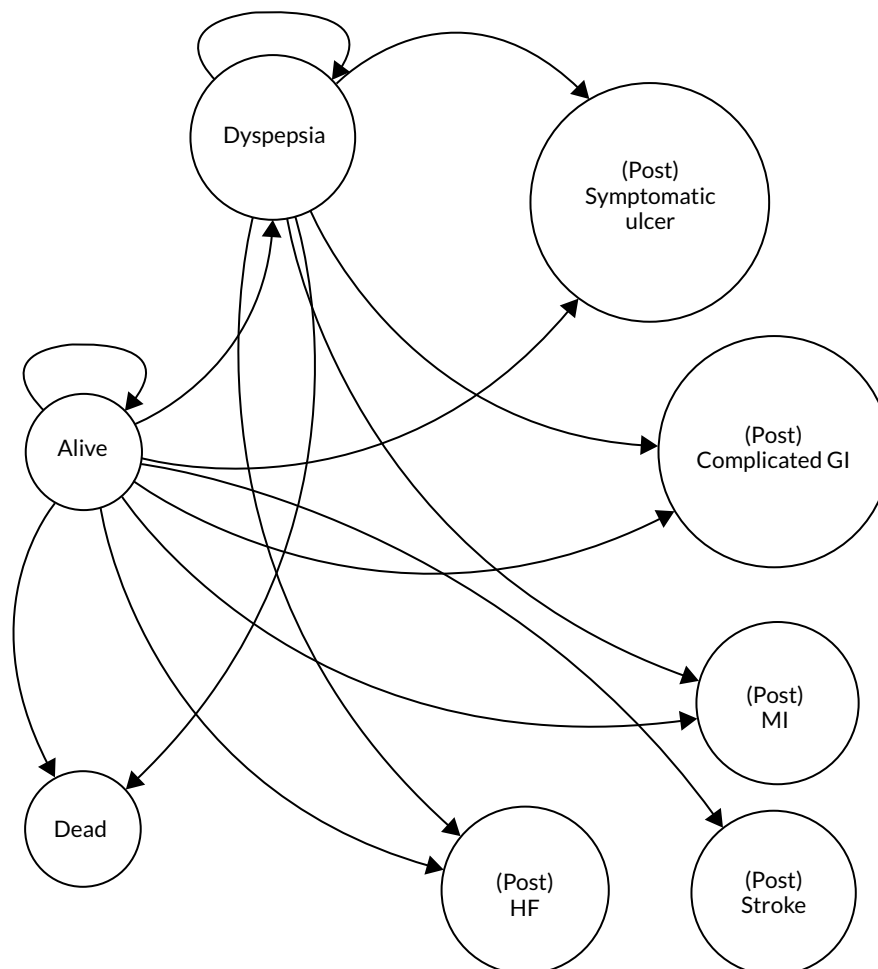 Dyspepsia
(Post)
Symptomatic
ulcer
Alive
(Post)
Complicated GI
(Post)
MI
Dead
(Post)
HF
(Post)
Stroke